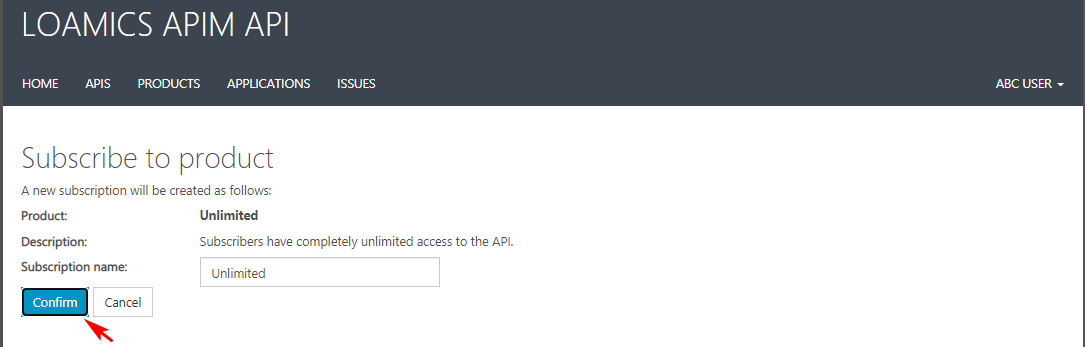 LOAMICS APIM API
HOME APIS PRODUCTS APPLICATIONS ISSUES ABC USER
Subscribe to product
A new subscription will be created as follows:
Product: Unlimited
Description: Subscribers have completely unlimited access to the API.
Subscription name: Unlimited
Confirm Cancel